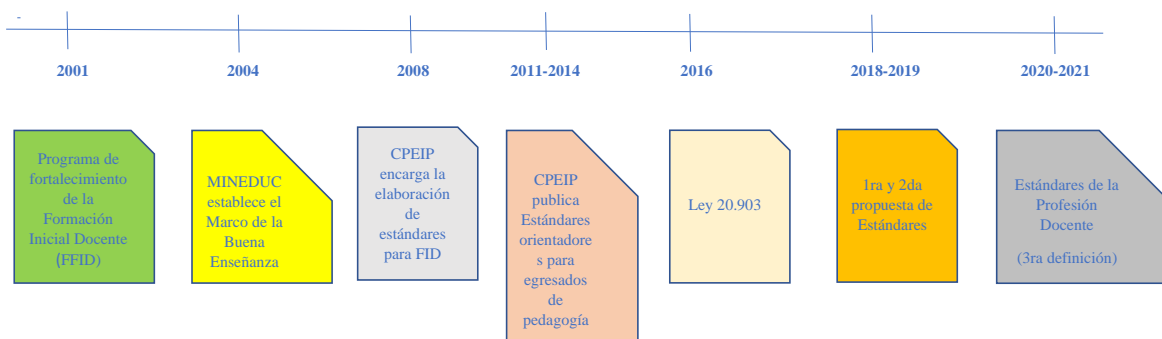 -
2001
2004
2008
2011-2014
2016
2018-2019
2020-2021
Programa de
fortalecimiento
de la
Formación
Inicial Docente
(FFID)
MINEDUC
establece el
Marco de la
Buena
Enseñanza
CPEIP
encarga la
elaboración
de
estándares
para FID
CPEIP
publica
Estándares
orientadore
s para
egresados
de
pedagogía
Ley 20.903
1ra y 2da
propuesta de
Estándares
Estándares de la
Profesión
Docente
(3ra definición)